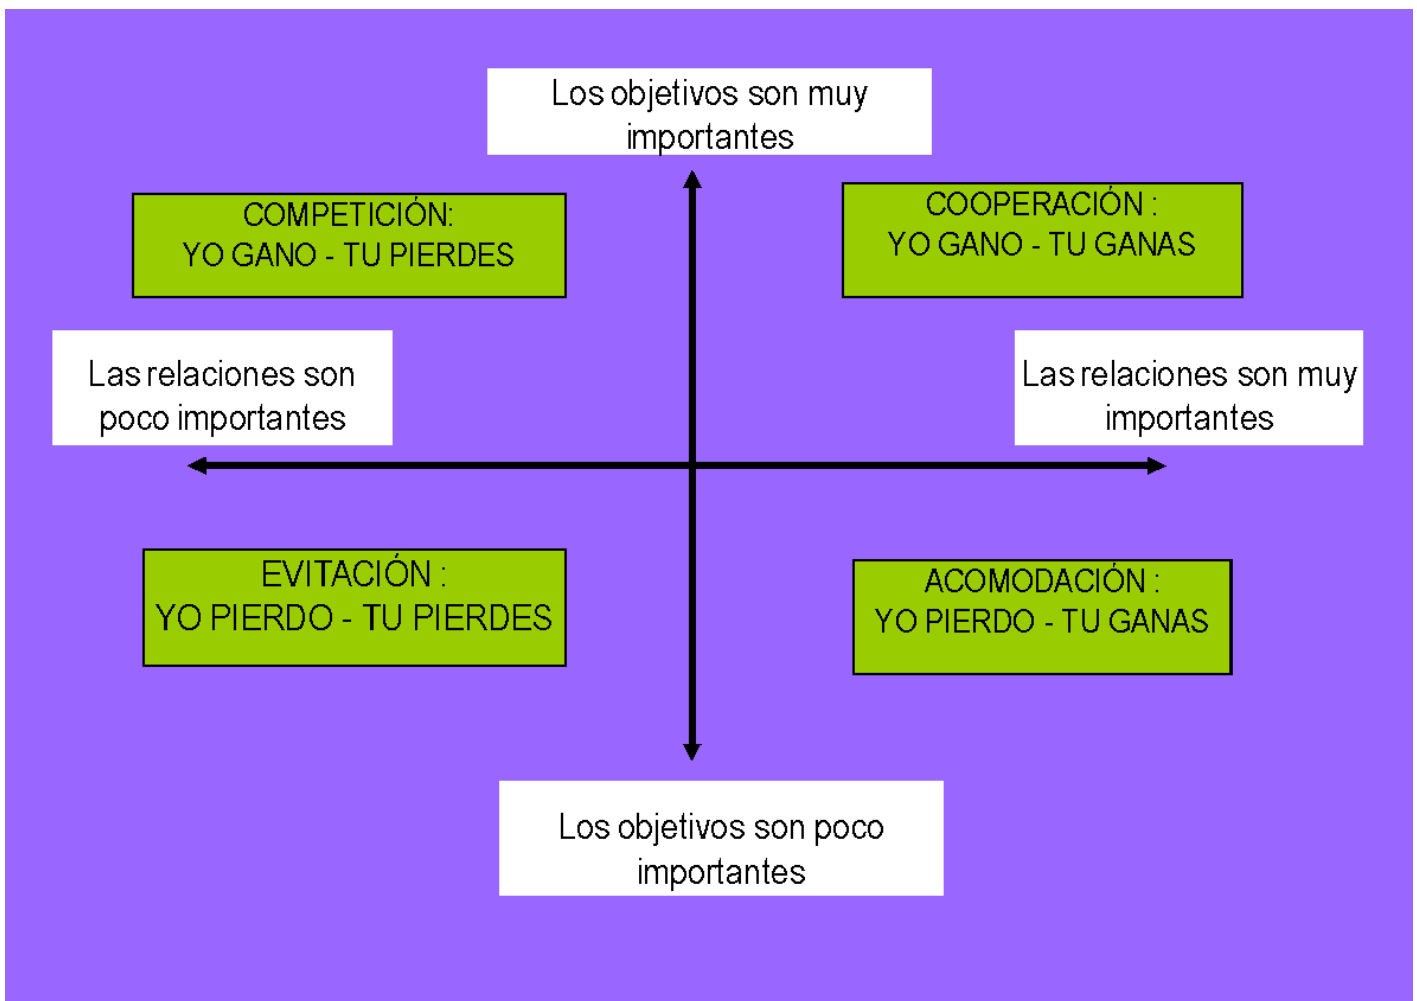 Los objetivos son muy
importantes
COMPETICIÓN:
YO GANO - TU PIERDES
COOPERACIÓN :
YO GANO - TU GANAS
Las relaciones son
poco importantes
Las relaciones son muy
importantes
EVITACIÓN :
YO PIERDO - TU PIERDES
ACOMODACIÓN :
YO PIERDO - TU GANAS
Los objetivos son poco
importantes